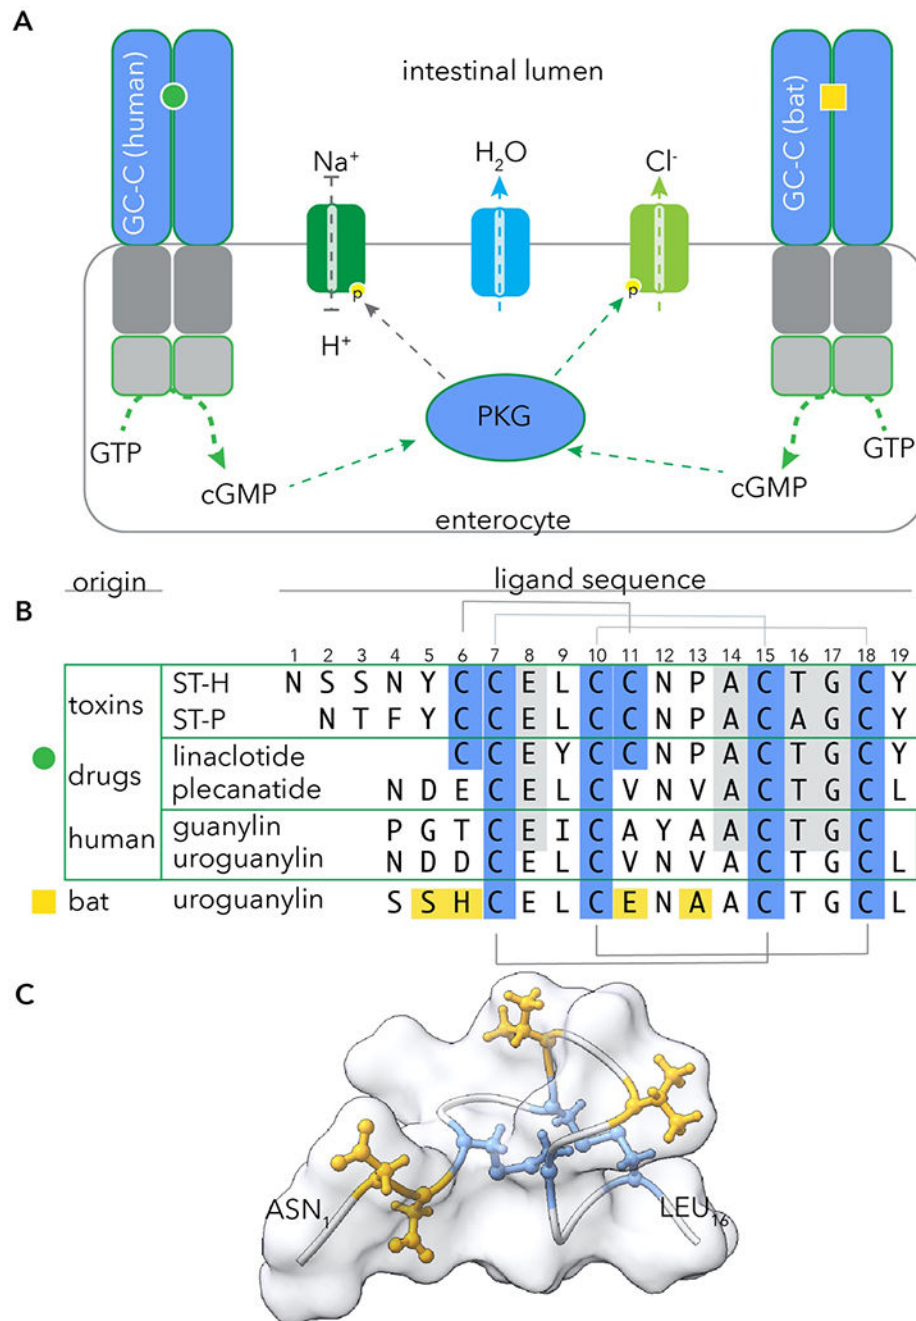 A
GC-C (human)
intestinal lumen
GC-C (bat)
Na⁺
H₂O
Cl⁻
p
p
H⁺
PKG
GTP
GTP
cGMP
cGMP
enterocyte
origin
ligand sequence
B
1 2 3 4 5 6 7 8 9 10 11 12 13 14 15 16 17 18 19
toxins
ST-H N S S N Y C C E L C C N P A C T G C Y
ST-P N T F Y C C E L C C N P A C A G C Y
drugs
linaclotide C C E Y C C N P A C T G C Y
plecanatide N D E C E L C V N V A C T G C L
human
guanylin P G T C E I C A Y A A C T G C
uroguanylin N D D C E L C V N V A C T G C L
bat uroguanylin S S H C E L C E N A A C T G C L
C
ASN₁
LEU₁₆